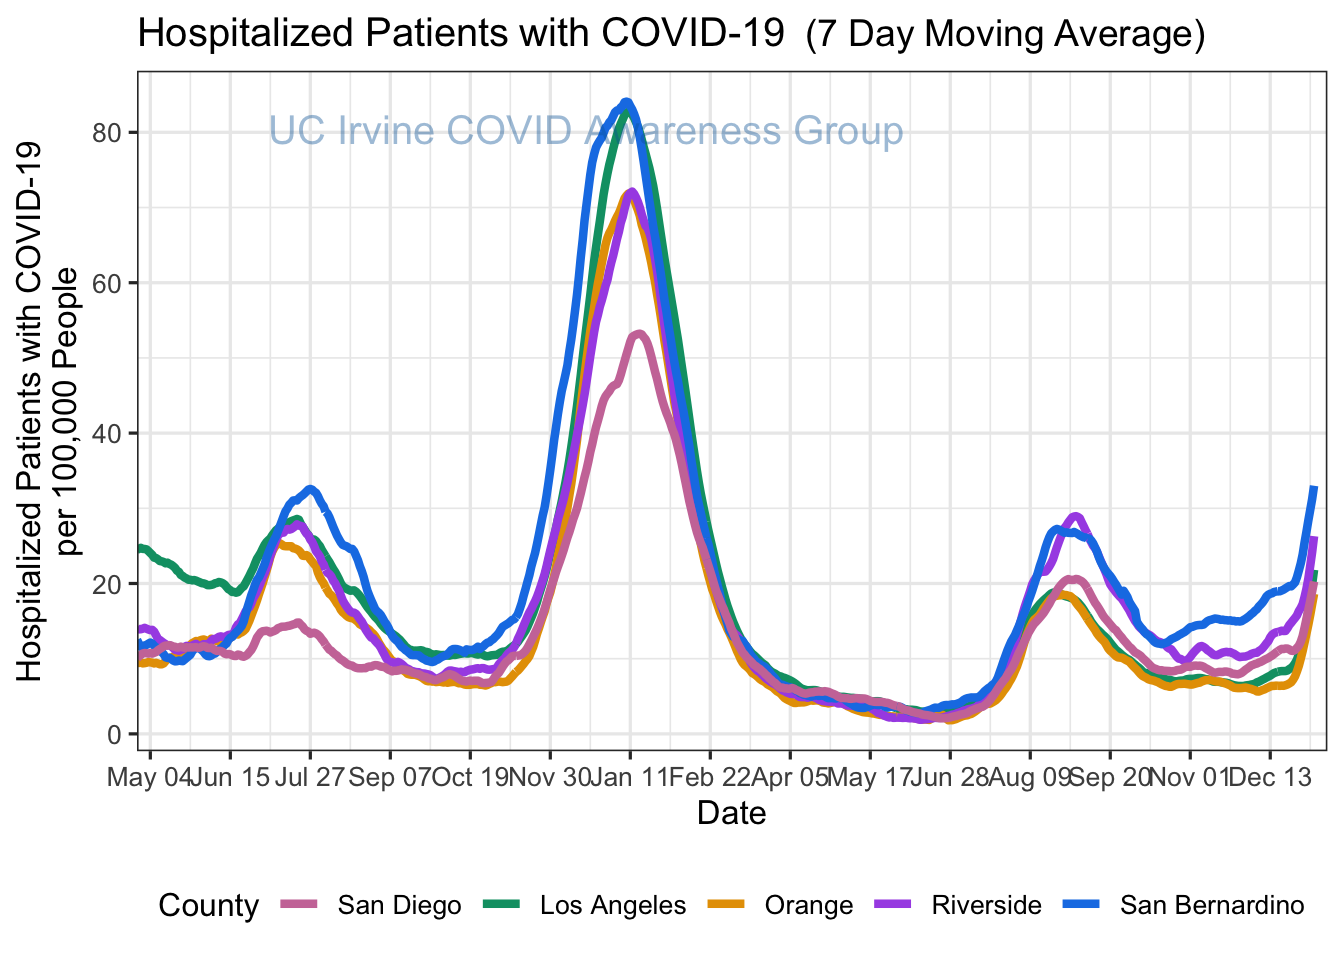 Hospitalized Patients with COVID-19 (7 Day Moving Average)
UC Irvine COVID Awareness Group
Hospitalized Patients with COVID-19
per 100,000 People
80
60
40
20
0
May 04 Jun 15 Jul 27 Sep 07 Oct 19 Nov 30 Jan 11 Feb 22 Apr 05 May 17 Jun 28 Aug 09 Sep 20 Nov 01 Dec 13
Date
County San Diego Los Angeles Orange Riverside San Bernardino